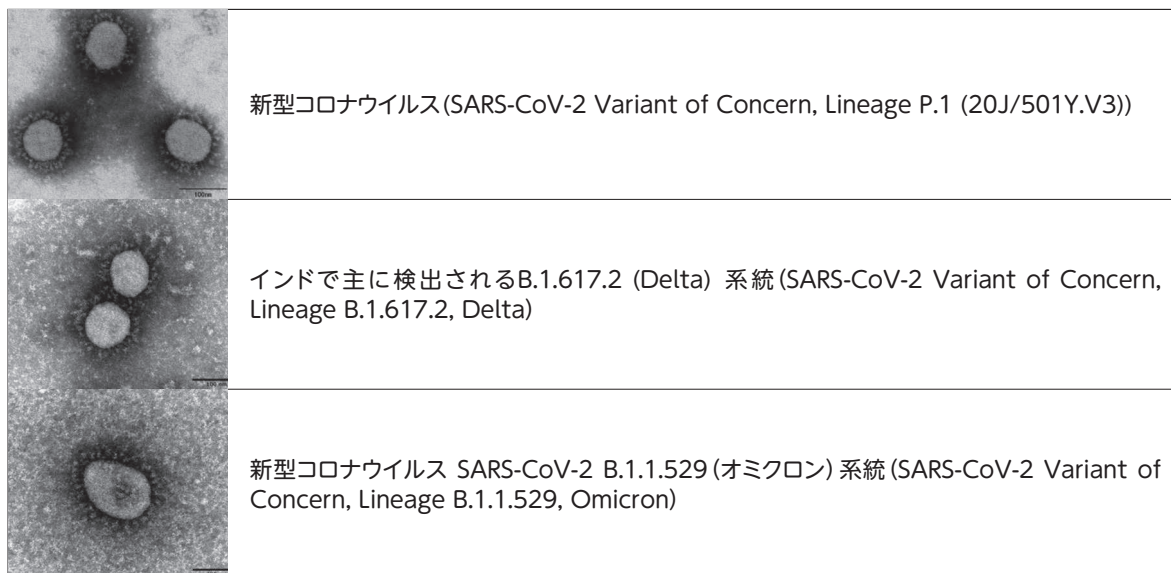 新型コロナウイルス(SARS-CoV-2 Variant of Concern, Lineage P.1 (20J/501Y.V3))
100nm
インドで主に検出されるB.1.617.2 (Delta) 系統(SARS-CoV-2 Variant of Concern,
Lineage B.1.617.2, Delta)
100 nm
新型コロナウイルス SARS-CoV-2 B.1.1.529(オミクロン)系統(SARS-CoV-2 Variant of
Concern, Lineage B.1.1.529, Omicron)